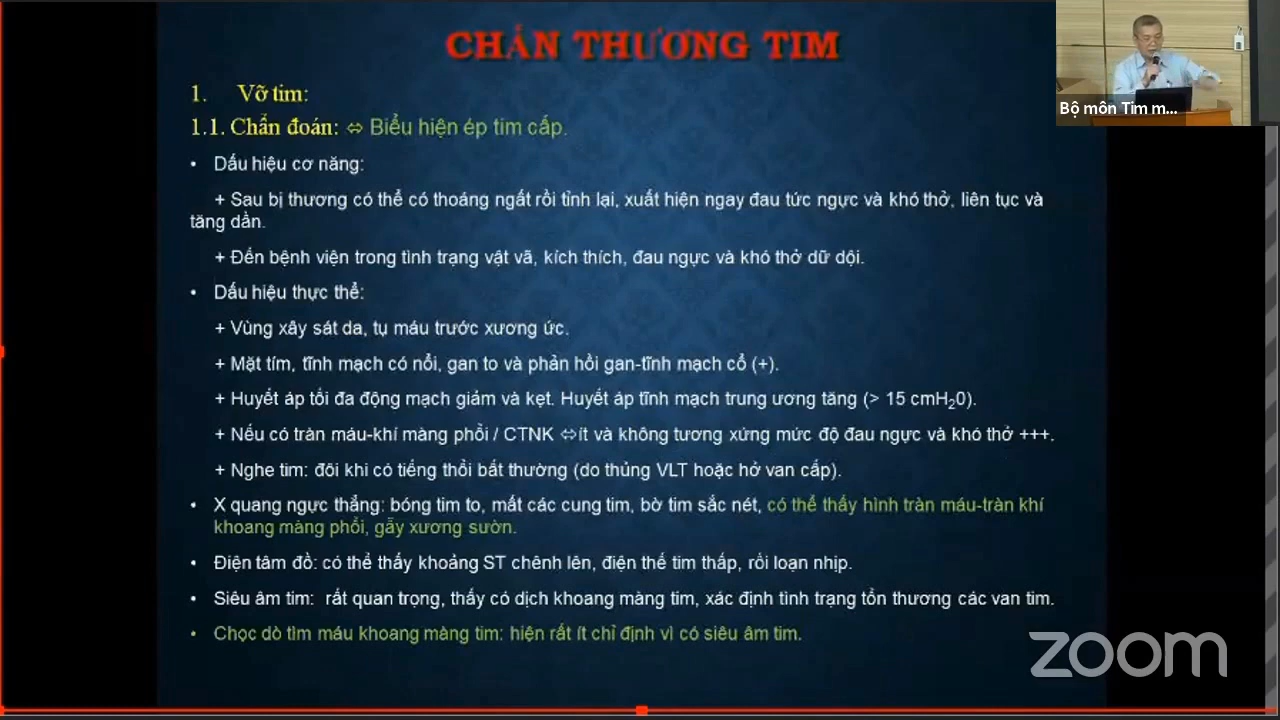 CHẤN THƯƠNG TIM
1. Vỡ tim:
1.1. Chẩn đoán: ⇔ Biểu hiện ép tim cấp.
• Dấu hiệu cơ năng:
+ Sau bị thương có thể có thoáng ngất rồi tỉnh lại, xuất hiện ngay đau tức ngực và khó thở, liên tục và
tăng dần.
+ Đến bệnh viện trong tình trạng vật vã, kích thích, đau ngực và khó thở dữ dội.
• Dấu hiệu thực thể:
+ Vùng xây sát da, tụ máu trước xương ức.
+ Mặt tím, tĩnh mạch có nổi, gan to và phản hồi gan-tĩnh mạch cổ (+).
+ Huyết áp tối đa động mạch giảm và kẹt. Huyết áp tĩnh mạch trung ương tăng (> 15 cmH₂0).
+ Nếu có tràn máu-khí màng phổi / CTNK ⇔ít và không tương xứng mức độ đau ngực và khó thở +++.
+ Nghe tim: đôi khi có tiếng thổi bất thường (do thủng VLT hoặc hở van cấp).
• X quang ngực thẳng: bóng tim to, mất các cung tim, bờ tim sắc nét, có thể thấy hình tràn máu-tràn khí
khoang màng phổi, gẫy xương sườn.
• Điện tâm đồ: có thể thấy khoảng ST chênh lên, điện thế tim thấp, rối loạn nhịp.
• Siêu âm tim: rất quan trọng, thấy có dịch khoang màng tim, xác định tình trạng tổn thương các van tim.
• Chọc dò tìm máu khoang màng tim: hiện rất ít chỉ định vì có siêu âm tim.
Bộ môn Tim m...
zoom